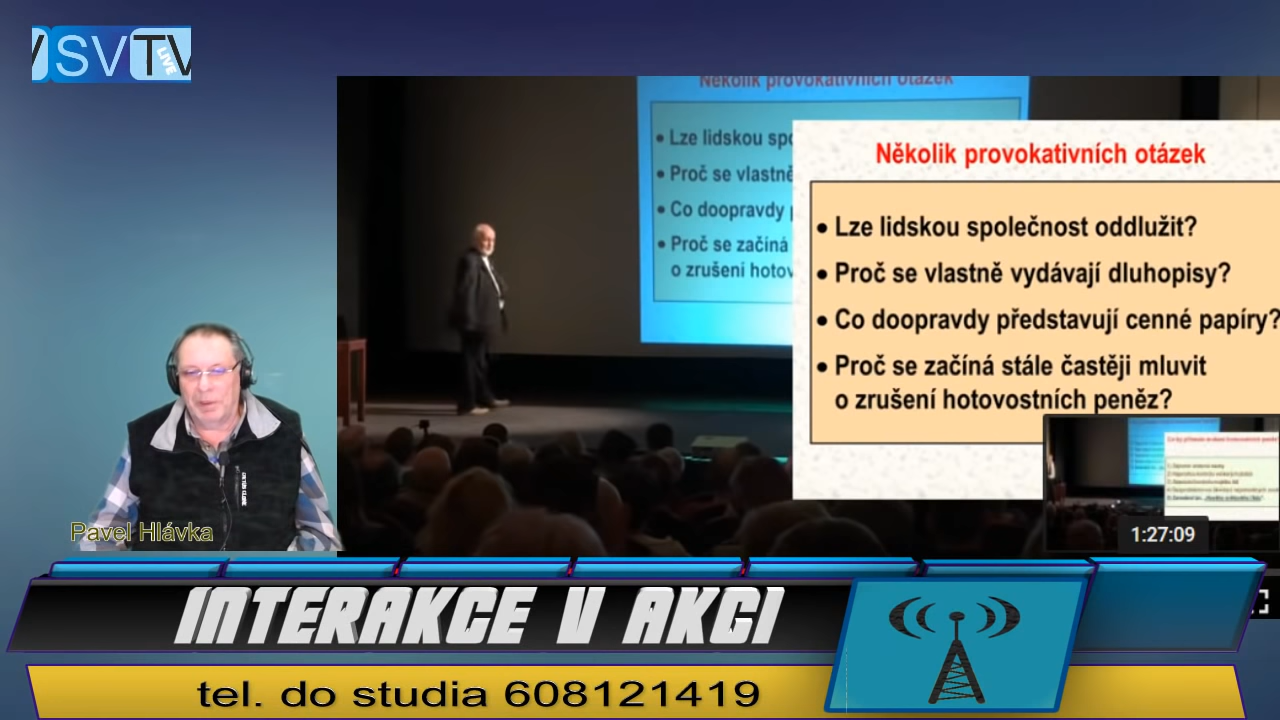 SVTV
LIVE
Několik provokativních otázek
• Lze lidskou spo
• Proč se vlastně
• Co doopravdy
• Proč se začíná
o zrušení hotov
Několik provokativních otázek
• Lze lidskou společnost oddlužit?
• Proč se vlastně vydávají dluhopisy?
• Co doopravdy představují cenné papíry?
• Proč se začíná stále častěji mluvit
o zrušení hotovostních peněz?
1:27:09
Pavel Hlávka
INTERAKCE V AKCI
tel. do studia 608121419